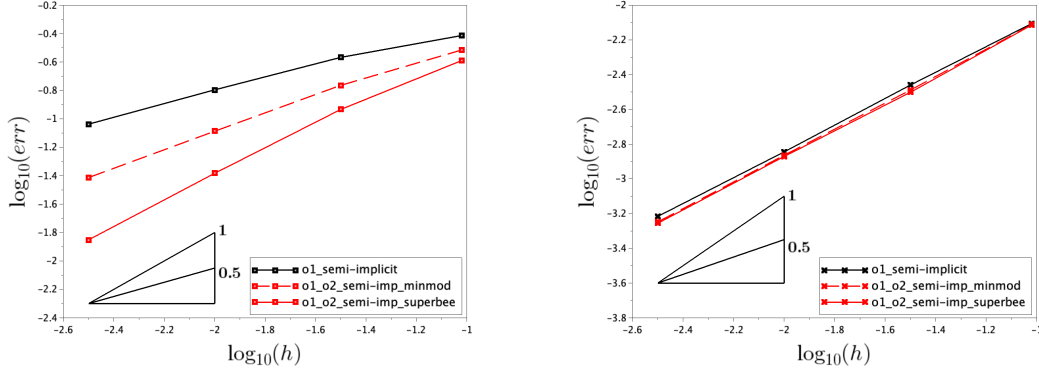 -0.2
-0.4
-0.6
-0.8
-1
-1.2
-1.4
-1.6
-1.8
-2
-2.2
-2.4
log₁₀(err)
1
0.5
o1_semi-implicit
o1_o2_semi-imp_minmod
o1_o2_semi-imp_superbee
-2.6 -2.4 -2.2 -2 -1.8 -1.6 -1.4 -1.2 -1
log₁₀(h)
-2
-2.2
-2.4
-2.6
-2.8
-3
-3.2
-3.4
-3.6
-3.8
log₁₀(err)
1
0.5
o1_semi-implicit
o1_o2_semi-imp_minmod
o1_o2_semi-imp_superbee
-2.6 -2.4 -2.2 -2 -1.8 -1.6 -1.4 -1.2 -1
log₁₀(h)